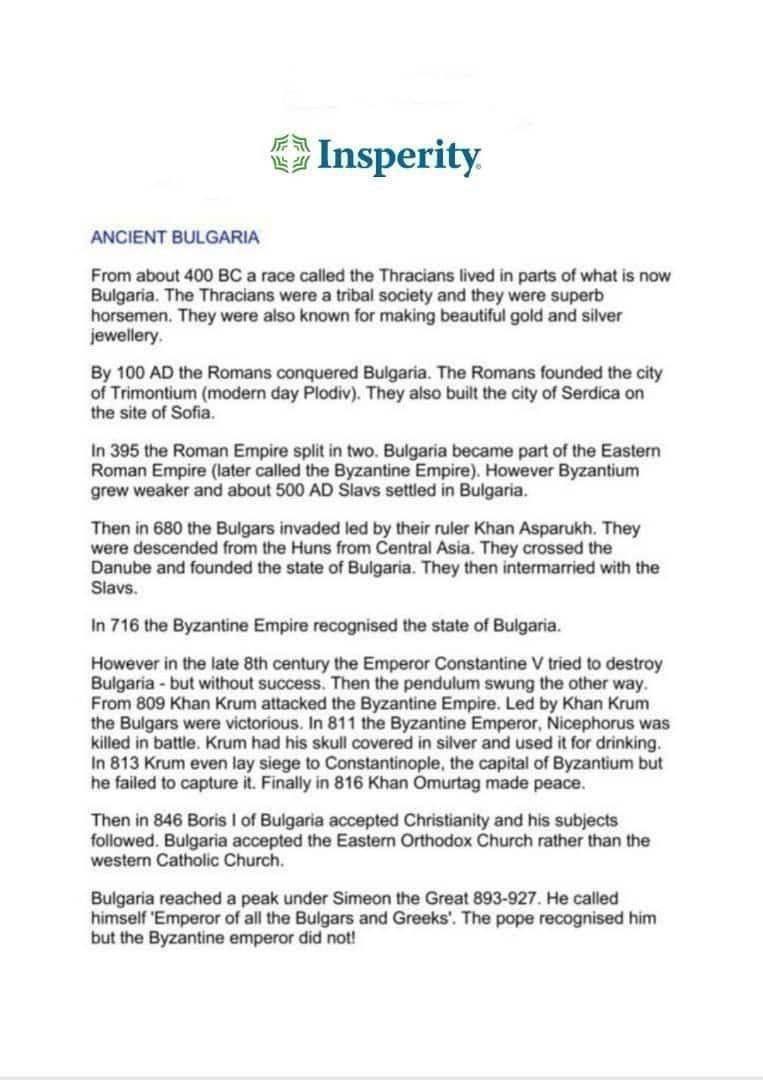 Insperity
ANCIENT BULGARIA
From about 400 BC a race called the Thracians lived in parts of what is now
Bulgaria. The Thracians were a tribal society and they were superb
horsemen. They were also known for making beautiful gold and silver
jewellery.
By 100 AD the Romans conquered Bulgaria. The Romans founded the city
of Trimontium (modern day Plodiv). They also built the city of Serdica on
the site of Sofia.
In 395 the Roman Empire split in two. Bulgaria became part of the Eastern
Roman Empire (later called the Byzantine Empire). However Byzantium
grew weaker and about 500 AD Slavs settled in Bulgaria.
Then in 680 the Bulgars invaded led by their ruler Khan Asparukh. They
were descended from the Huns from Central Asia. They crossed the
Danube and founded the state of Bulgaria. They then intermarried with the
Slavs.
In 716 the Byzantine Empire recognised the state of Bulgaria.
However in the late 8th century the Emperor Constantine V tried to destroy
Bulgaria - but without success. Then the pendulum swung the other way.
From 809 Khan Krum attacked the Byzantine Empire. Led by Khan Krum
the Bulgars were victorious. In 811 the Byzantine Emperor, Nicephorus was
killed in battle. Krum had his skull covered in silver and used it for drinking.
In 813 Krum even lay siege to Constantinople, the capital of Byzantium but
he failed to capture it. Finally in 816 Khan Omurtag made peace.
Then in 846 Boris I of Bulgaria accepted Christianity and his subjects
followed. Bulgaria accepted the Eastern Orthodox Church rather than the
western Catholic Church.
Bulgaria reached a peak under Simeon the Great 893-927. He called
himself 'Emperor of all the Bulgars and Greeks'. The pope recognised him
but the Byzantine emperor did not!